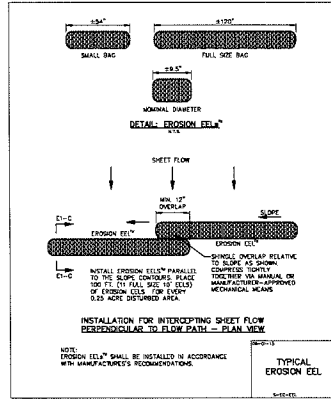 ±54"
±120"
SMALL BAG
FULL SIZE BAG
±9.5"
NOMINAL DIAMETER
DETAIL: EROSION EELs™
N.T.S.
SHEET FLOW
MIN. 12"
OVERLAP
E1-C
EROSION EEL™
SLOPE
EROSION EEL™
E1-C
INSTALL EROSION EELS™ PARALLEL
TO THE SLOPE CONTOURS. PLACE
100 FT. (11 FULL SIZE 10' EELS)
OF EROSION EELS FOR EVERY
0.25 ACRE DISTURBED AREA.
SHINGLE OVERLAP RELATIVE
TO SLOPE AS SHOWN.
COMPRESS TIGHTLY
TOGETHER VIA MANUAL OR
MANUFACTURER-APPROVED
MECHANICAL MEANS
INSTALLATION FOR INTERCEPTING SHEET FLOW
PERPENDICULAR TO FLOW PATH - PLAN VIEW
NOTE:
EROSION EELs™ SHALL BE INSTALLED IN ACCORDANCE
WITH MANUFACTURES'S RECOMMENDATIONS.
TYPICAL
EROSION EEL